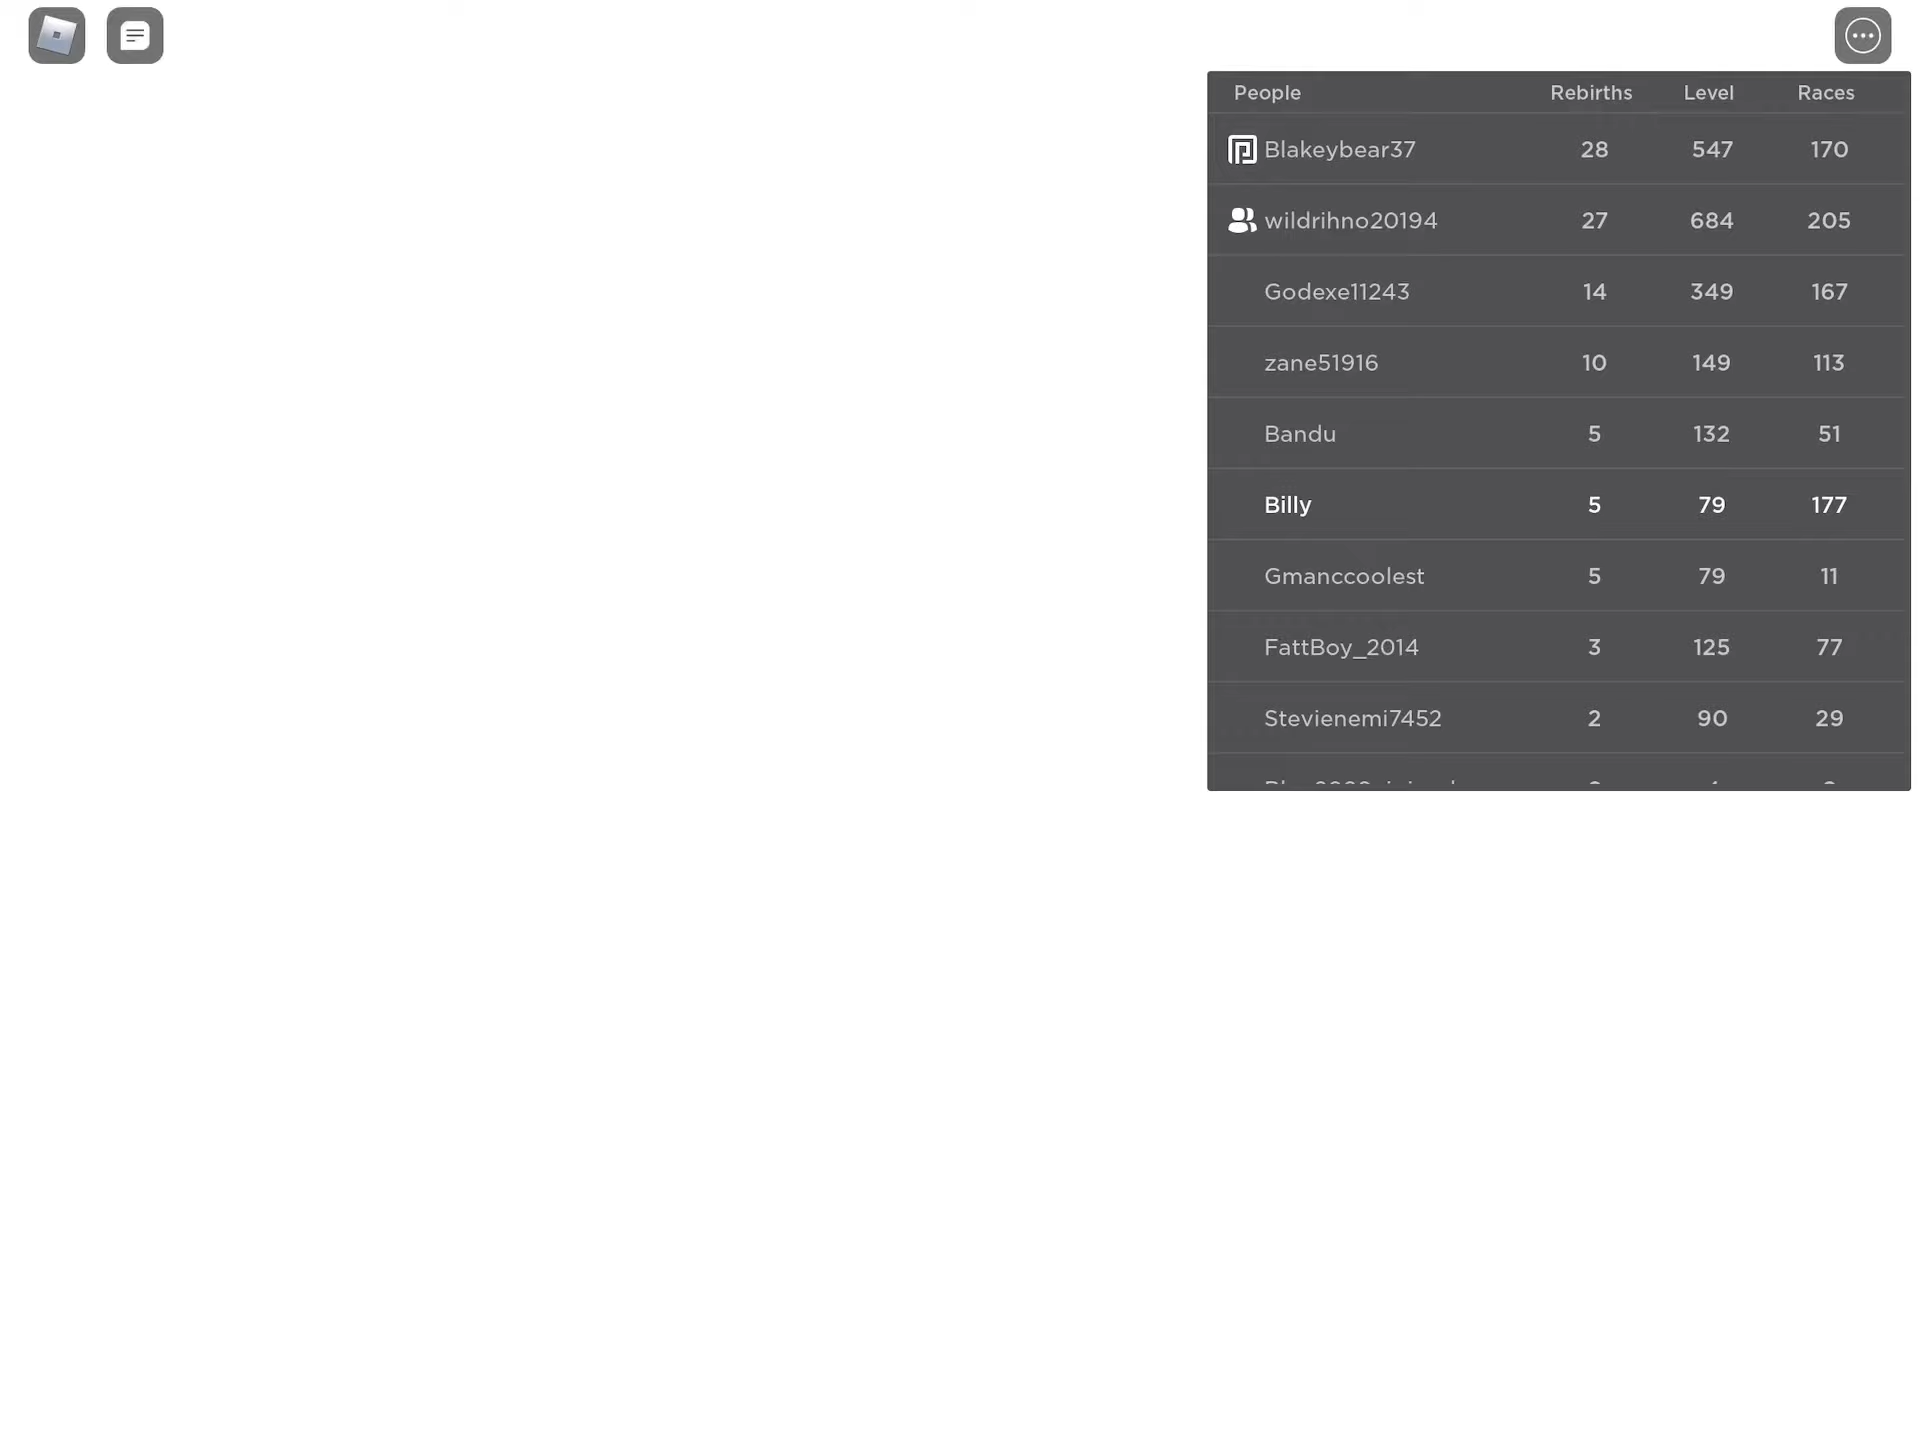 People Rebirths Level Races
Blakeybear37 28 547 170
wildrihno20194 27 684 205
Godexe11243 14 349 167
zane51916 10 149 113
Bandu 5 132 51
Billy 5 79 177
Gmanccoolest 5 79 11
FattBoy_2014 3 125 77
Stevienemi7452 2 90 29